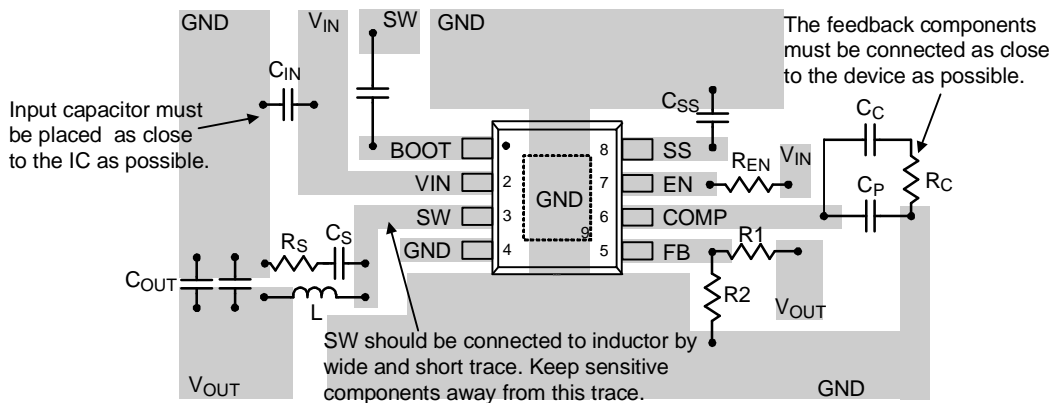 GND
VIN
SW
GND
The feedback components
must be connected as close
to the device as possible.
CIN
Input capacitor must
be placed as close
to the IC as possible.
CSS
CC
BOOT
8
SS
REN
VIN
RC
VIN
2
GND
7
EN
CP
SW
3
6
COMP
GND
4
9
5
FB
R1
RS
CS
COUT
L
R2
VOUT
SW should be connected to inductor by
wide and short trace. Keep sensitive
components away from this trace.
VOUT
GND